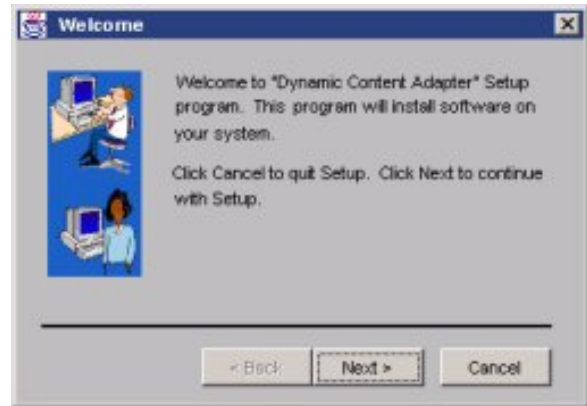 Welcome
Welcome to "Dynamic Content Adapter" Setup
program. This program will install software on
your system.
Click Cancel to quit Setup. Click Next to continue
with Setup.
< Back
Next >
Cancel